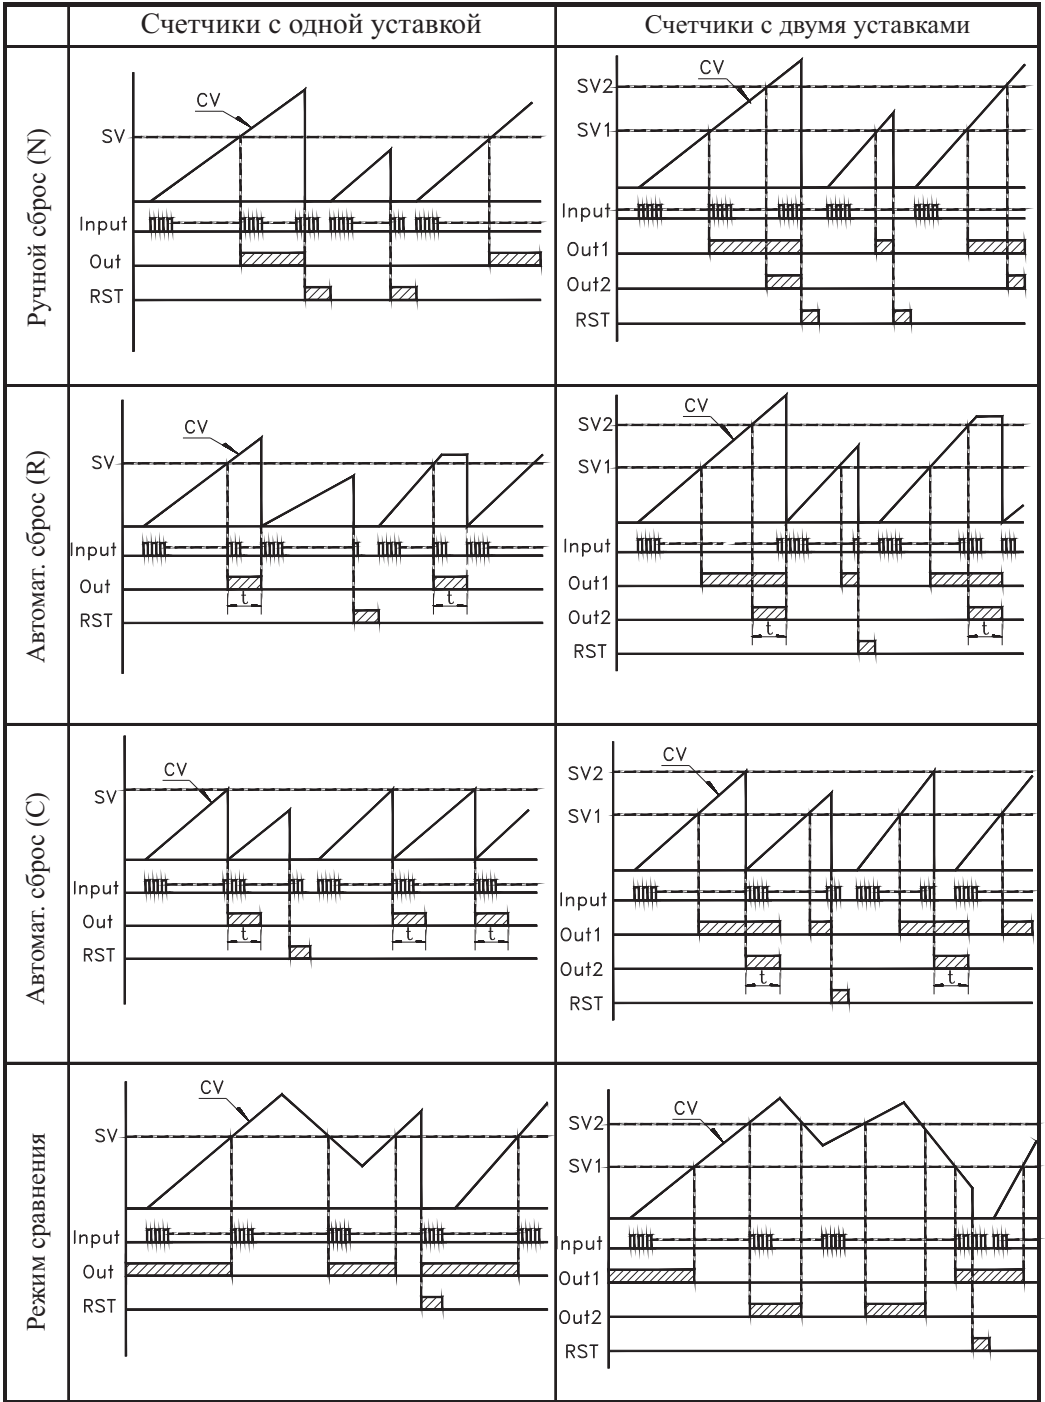 Счетчики с одной уставкой
Счетчики с двумя уставками
Ручной сброс (N)
CV
SV
Input
Out
RST
CV
SV2
SV1
Input
Out1
Out2
RST
Автомат. сброс (R)
CV
SV
Input
Out
t
t
RST
CV
SV2
SV1
Input
Out1
Out2
t
t
RST
Автомат. сброс (C)
CV
SV
Input
Out
t
t
t
RST
CV
SV2
SV1
Input
Out1
Out2
t
t
RST
Режим сравнения
CV
SV
Input
Out
RST
CV
SV2
SV1
Input
Out1
Out2
RST